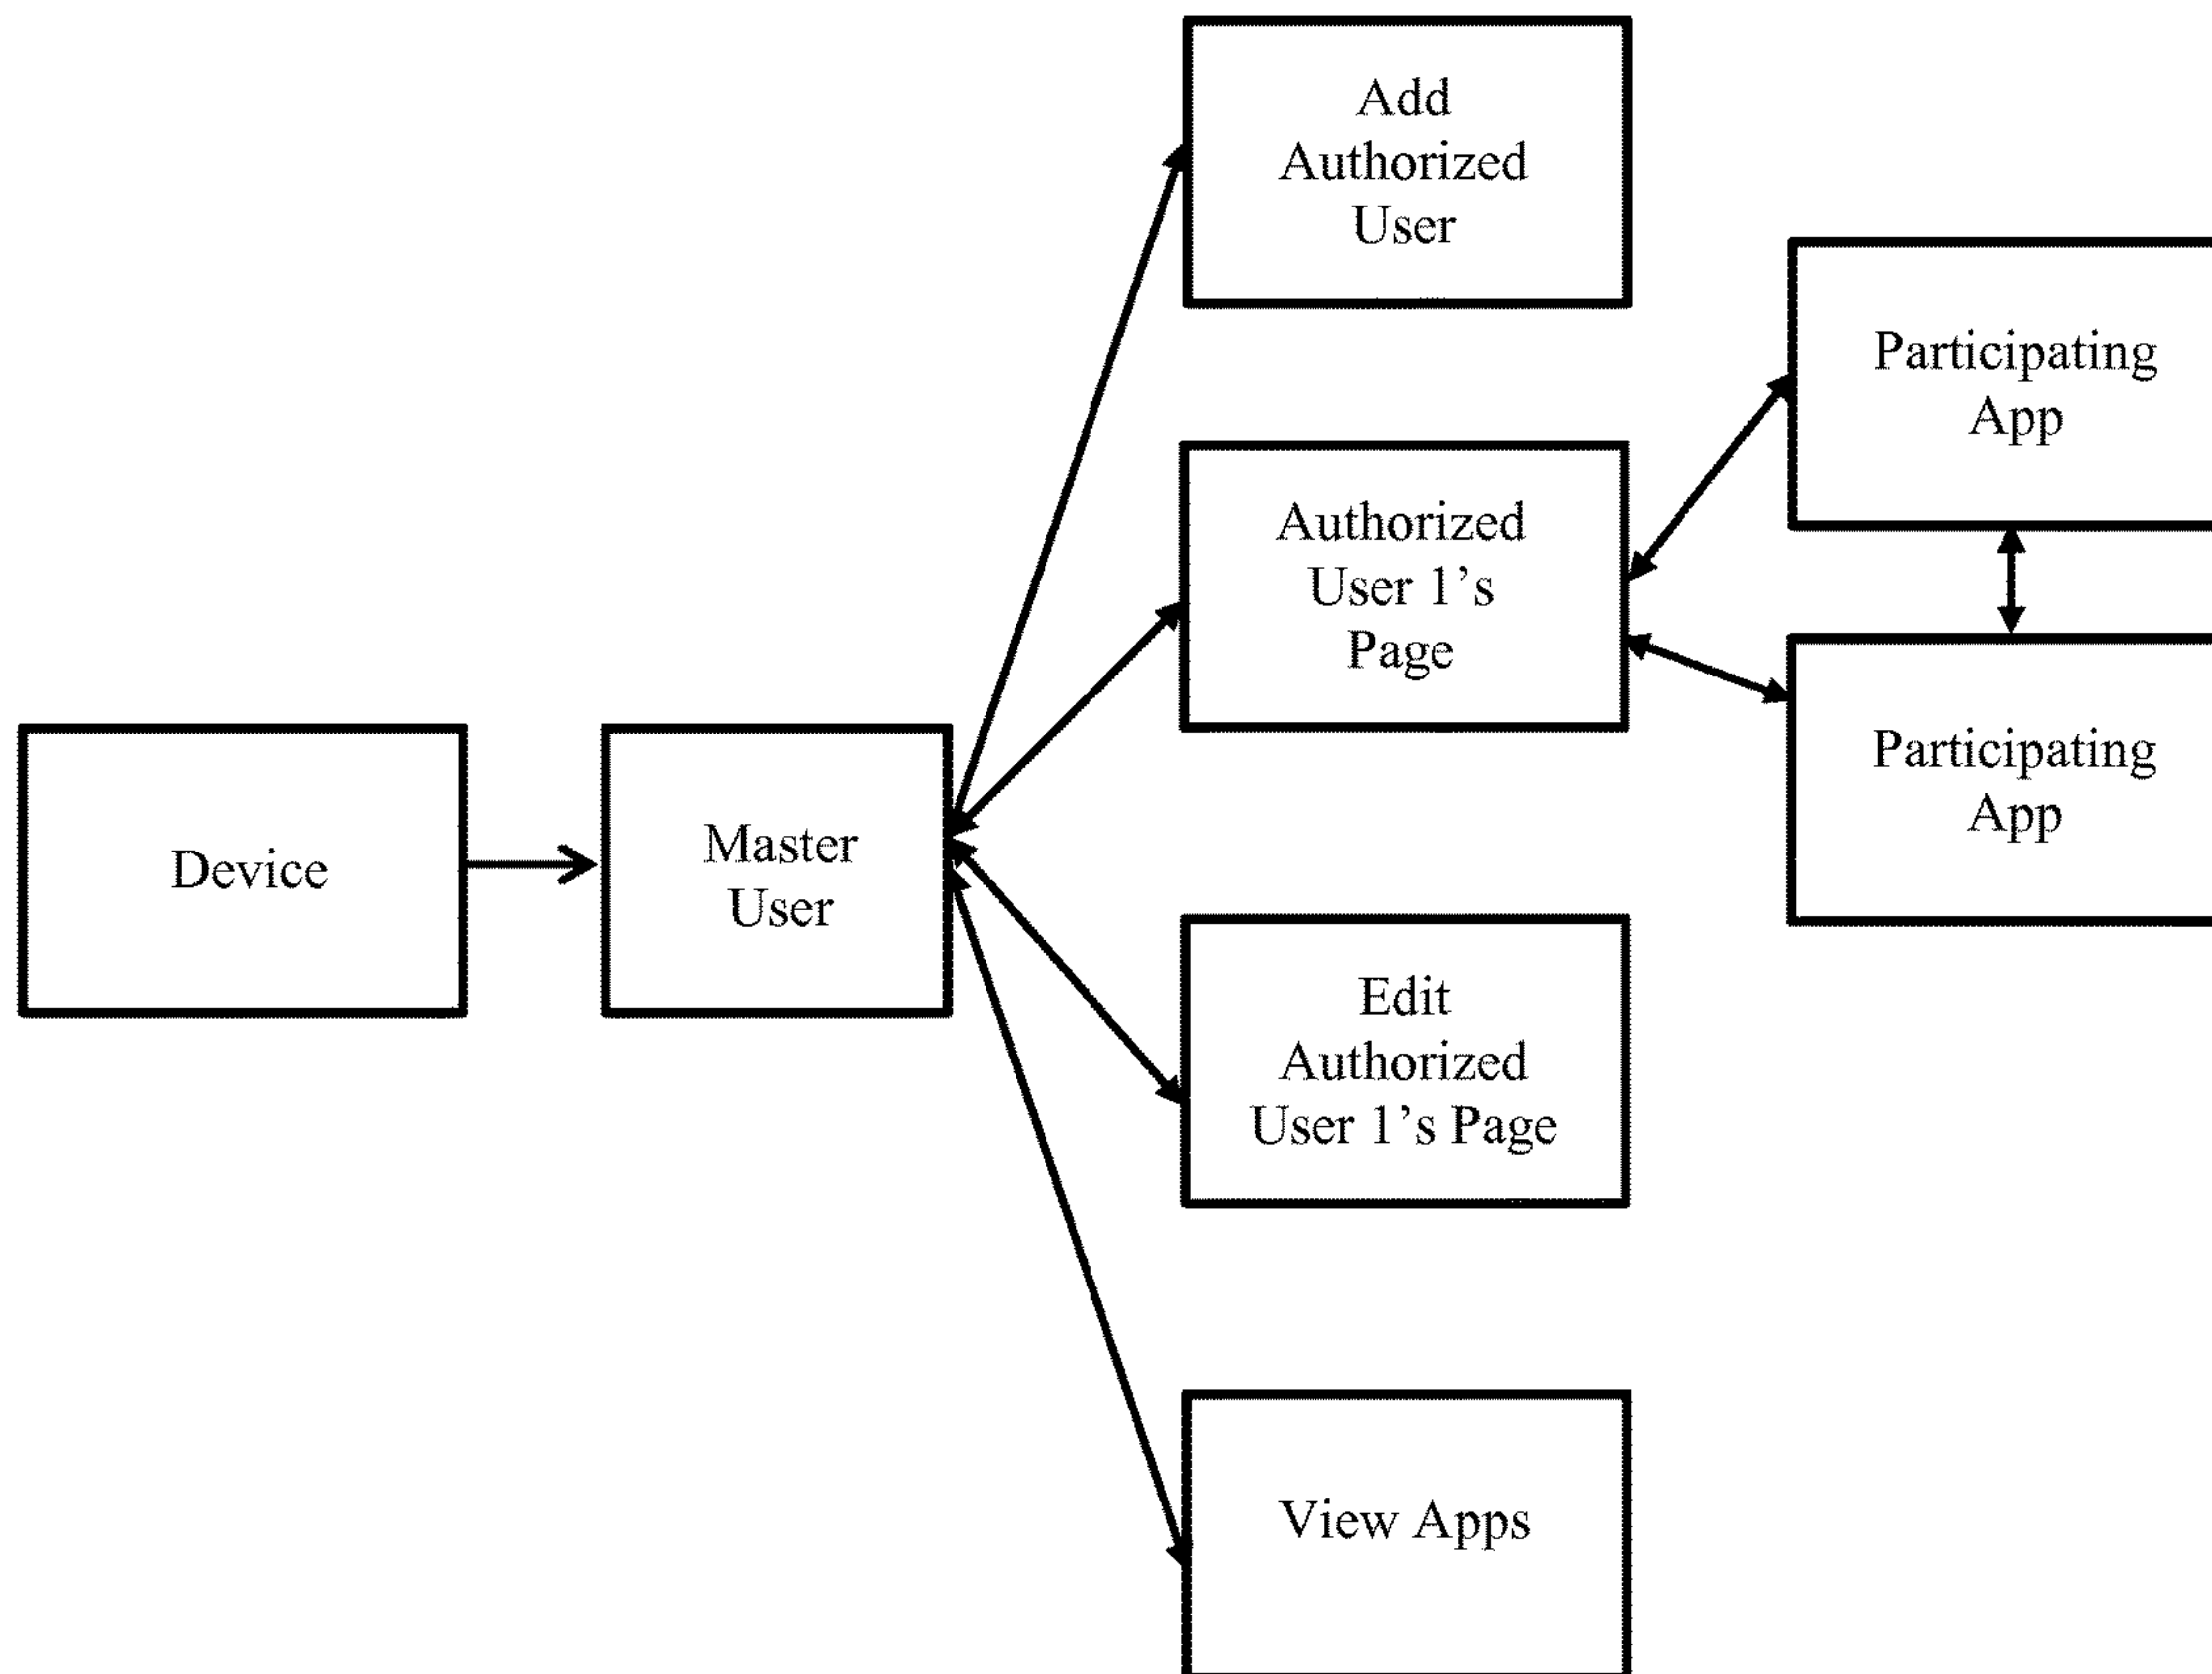 Device
Master
User
Add
Authorized
User
Authorized
User 1’s
Page
Edit
Authorized
User 1’s Page
View Apps
Participating
App
Participating
App